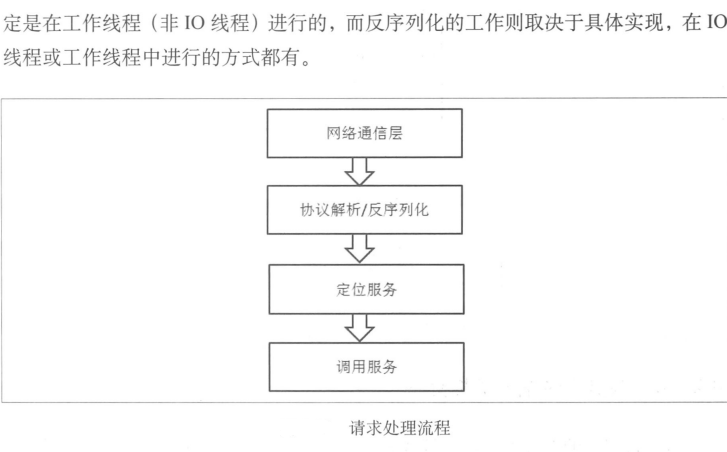 定是在工作线程（非 IO 线程）进行的，而反序列化的工作则取决于具体实现，在 IO
线程或工作线程中进行的方式都有。
网络通信层
协议解析/反序列化
定位服务
调用服务
请求处理流程